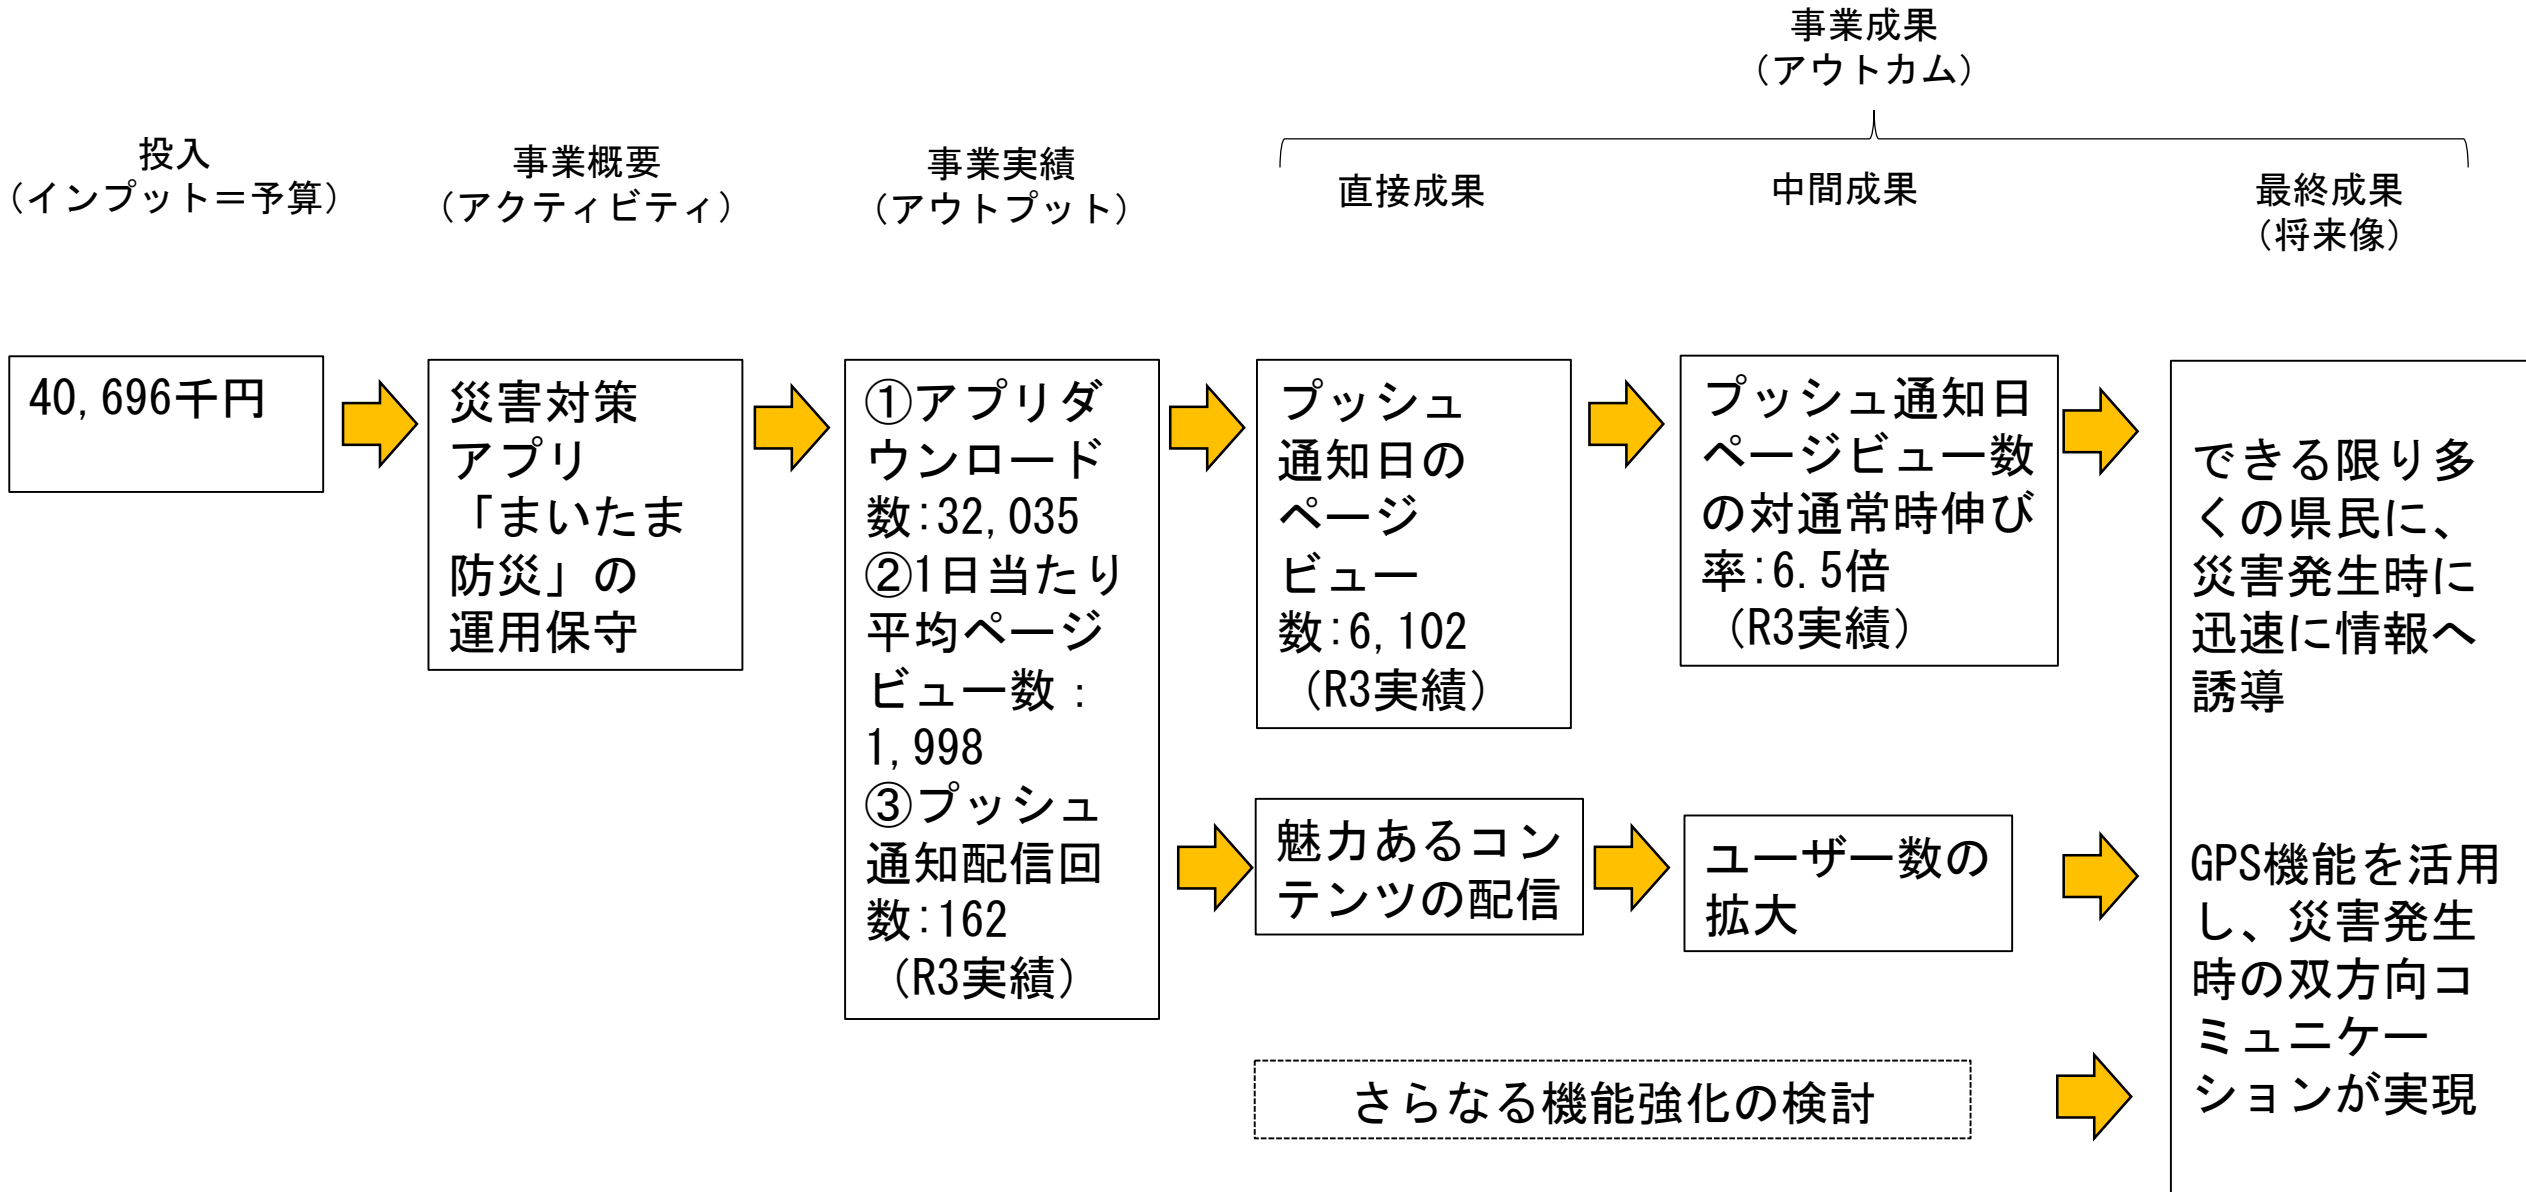 事業成果
（アウトカム）
投入
（インプット＝予算）
事業概要
（アクティビティ）
事業実績
（アウトプット）
直接成果
中間成果
最終成果
（将来像）
40,696千円
災害対策
アプリ
「まいたま
防災」の
運用保守
①アプリダ
ウンロード
数:32,035
②1日当たり
平均ページ
ビュー数：
1,998
③プッシュ
通知配信回
数:162
（R3実績）
プッシュ
通知日の
ページ
ビュー
数:6,102
（R3実績）
プッシュ通知日
ページビュー数
の対通常時伸び
率:6.5倍
（R3実績）
魅力あるコン
テンツの配信
ユーザー数の
拡大
さらなる機能強化の検討
できる限り多
くの県民に、
災害発生時に
迅速に情報へ
誘導
GPS機能を活用
し、災害発生
時の双方向コ
ミュニケー
ションが実現